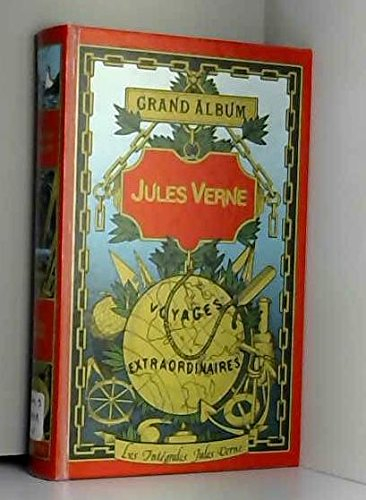 GRAND ALBUM
JULES VERNE
VOYAGES
EXTRAORDINAIRES
Les Intégrales Jules Verne